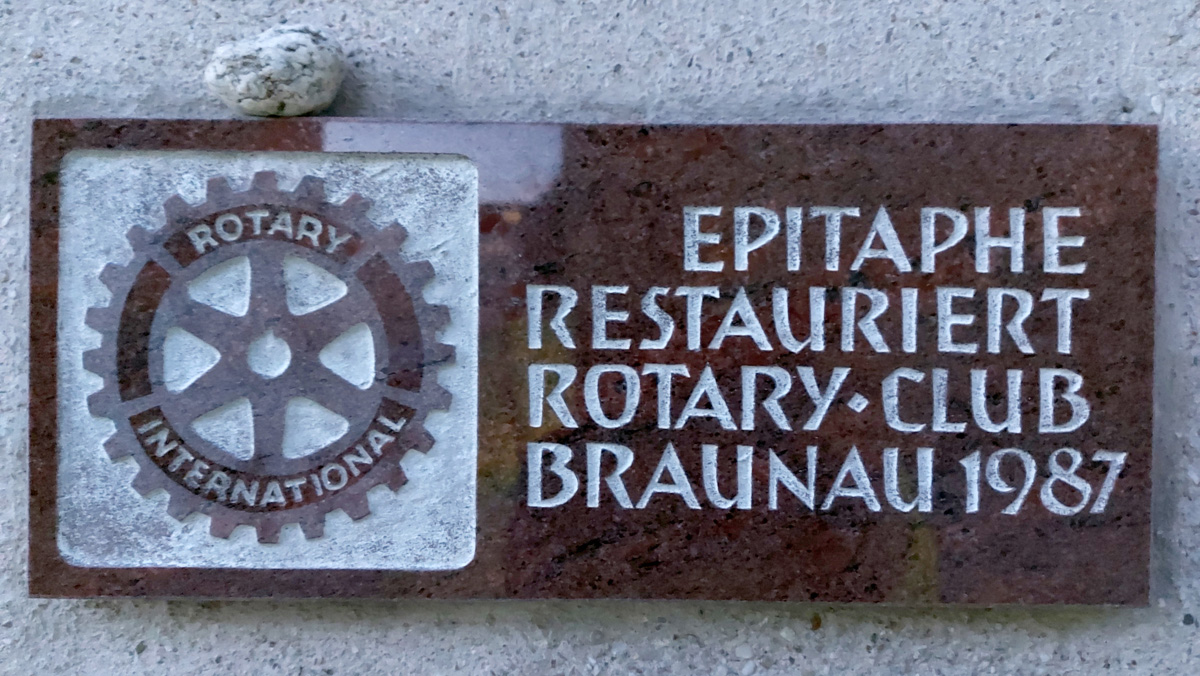 ROTARY
INTERNATIONAL
EPITAPHE
RESTAURIERT
ROTARY·CLUB
BRAUNAU 1987